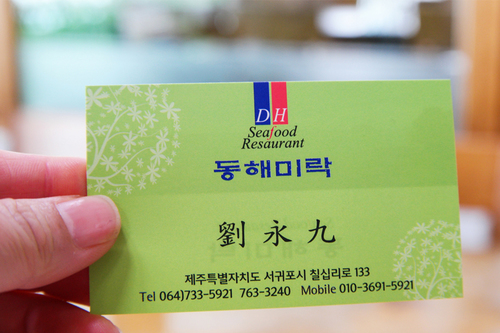 DH
Seafood
Resaurant
동해미락
劉永九
제주특별자치도 서귀포시 칠십리로 133
Tel 064)733-5921 763-3240 Mobile 010-3691-5921